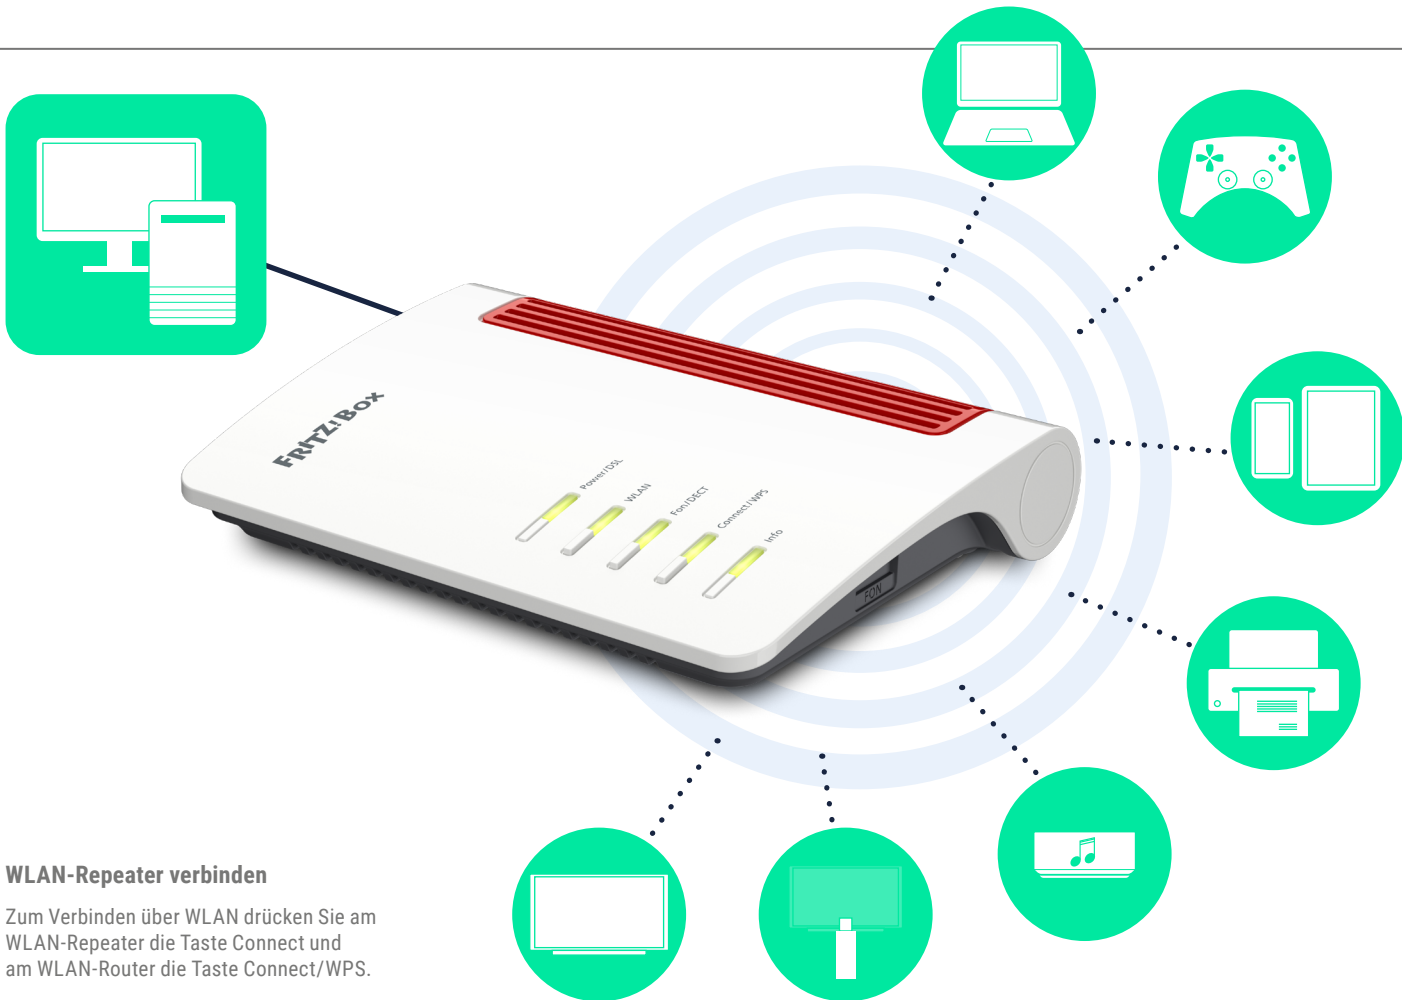 FRITZ!Box
Power/DSL
WLAN
Fon/DECT
Connect/WPS
Info
FON
WLAN-Repeater verbinden
Zum Verbinden über WLAN drücken Sie am
WLAN-Repeater die Taste Connect und
am WLAN-Router die Taste Connect/WPS.